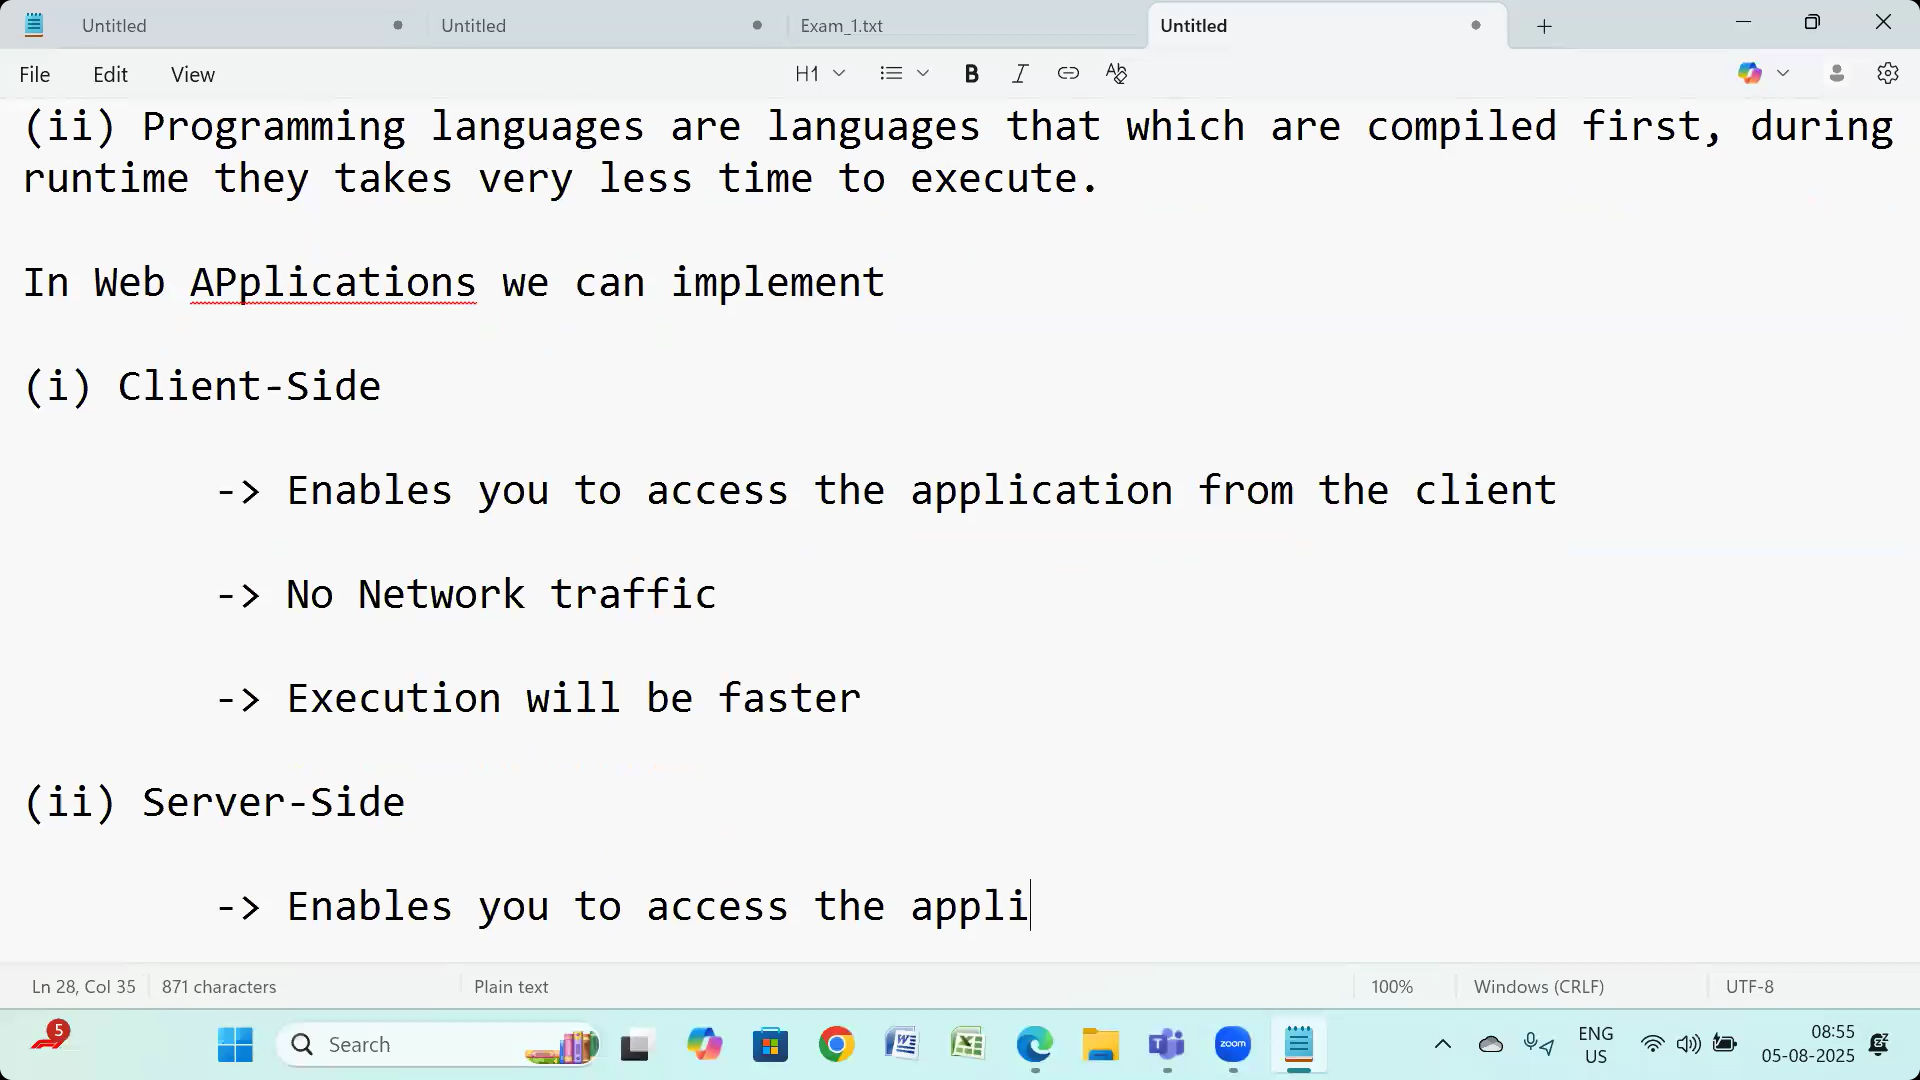 Untitled
Untitled
Exam_1.txt
Untitled
File Edit View H1 B I
(ii) Programming languages are languages that which are compiled first, during
runtime they takes very less time to execute.
In Web APplications we can implement
(i) Client-Side
-> Enables you to access the application from the client
-> No Network traffic
-> Execution will be faster
(ii) Server-Side
-> Enables you to access the appli
Ln 28, Col 35 871 characters Plain text 100% Windows (CRLF) UTF-8
5
Search
zoom
ENG
US
08:55
05-08-2025